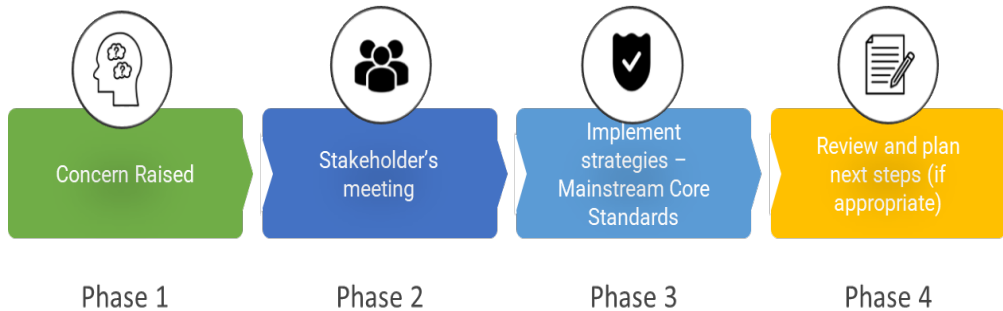 Concern Raised
Stakeholder's
meeting
Implement
strategies –
Mainstream Core
Standards
Review and plan
next steps (if
appropriate)
Phase 1
Phase 2
Phase 3
Phase 4